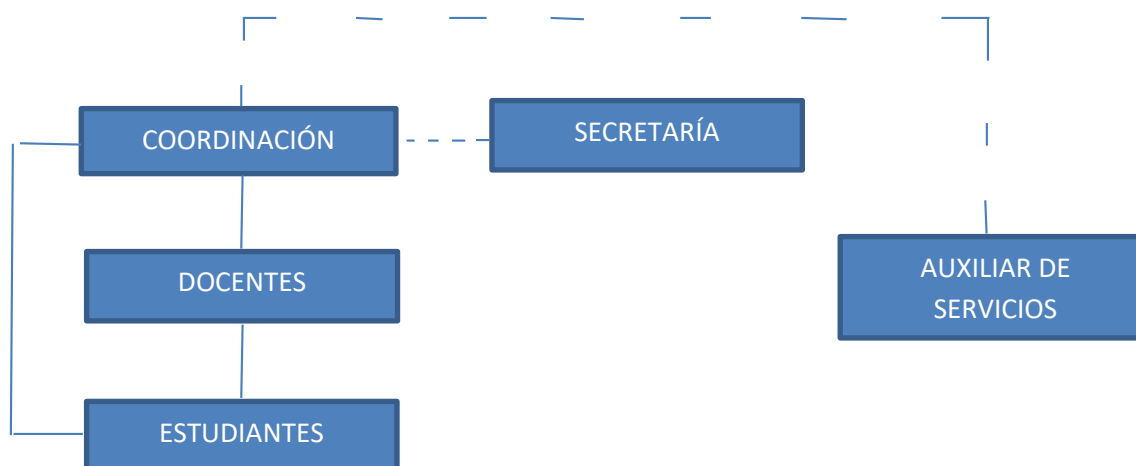 COORDINACIÓN
SECRETARÍA
DOCENTES
AUXILIAR DE
SERVICIOS
ESTUDIANTES